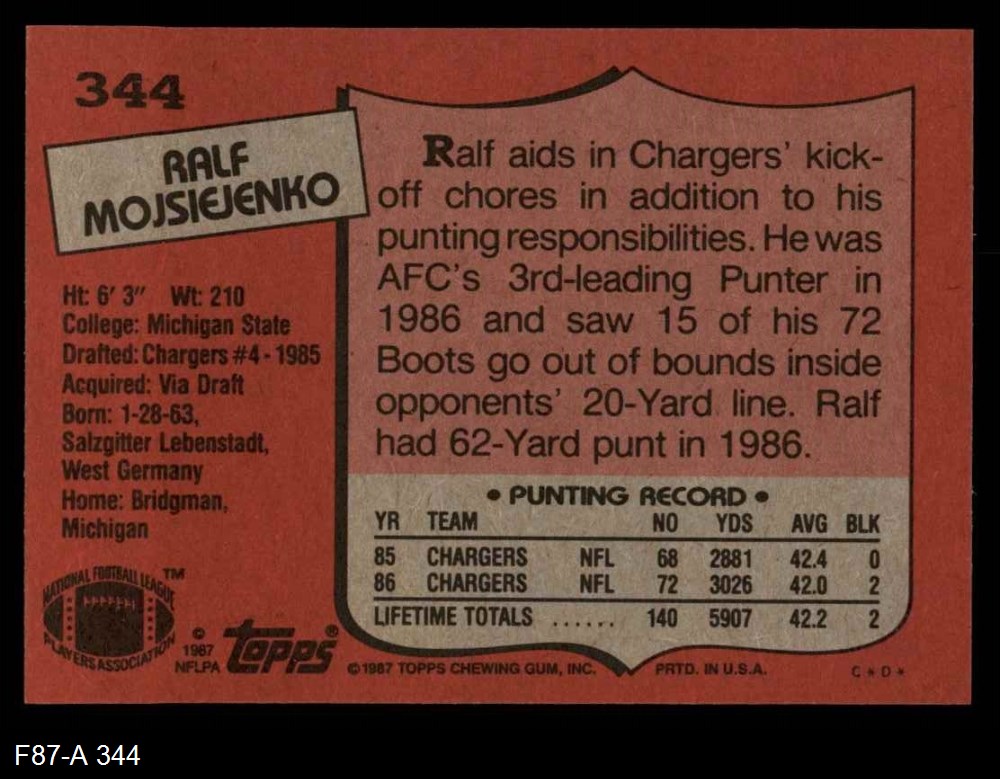 344
RALF
MOJSIEJENKO
Ht: 6' 3" Wt: 210
College: Michigan State
Drafted: Chargers #4 - 1985
Acquired: Via Draft
Born: 1-28-63,
Salzgitter Lebenstadt,
West Germany
Home: Bridgman,
Michigan
NATIONAL FOOTBALL LEAGUE
PLAYERS ASSOCIATION
TM
© 1987
NFLPA
topps®
Ralf aids in Chargers' kick-
off chores in addition to his
punting responsibilities. He was
AFC's 3rd-leading Punter in
1986 and saw 15 of his 72
Boots go out of bounds inside
opponents' 20-Yard line. Ralf
had 62-Yard punt in 1986.
• PUNTING RECORD •
YR TEAM NO YDS AVG BLK
85 CHARGERS NFL 68 2881 42.4 0
86 CHARGERS NFL 72 3026 42.0 2
LIFETIME TOTALS ...... 140 5907 42.2 2
©1987 TOPPS CHEWING GUM, INC. PRTD. IN U.S.A. C * D *
F87-A 344